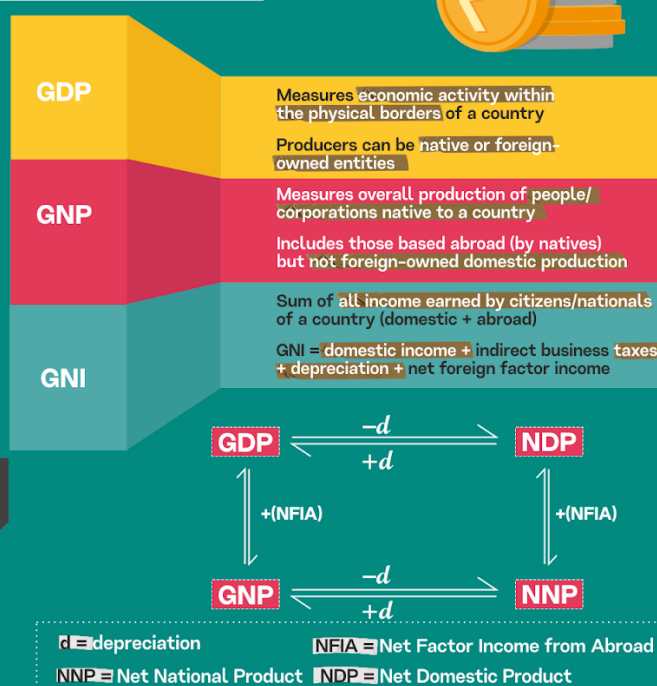 GDP
Measures economic activity within
the physical borders of a country
Producers can be native or foreign-
owned entities
GNP
Measures overall production of people/
corporations native to a country
Includes those based abroad (by natives)
but not foreign-owned domestic production
GNI
Sum of all income earned by citizens/nationals
of a country (domestic + abroad)
GNI = domestic income + indirect business taxes
+ depreciation + net foreign factor income
GDP
−d
+d
NDP
+(NFIA)
+(NFIA)
GNP
−d
+d
NNP
d = depreciation
NFIA = Net Factor Income from Abroad
NNP = Net National Product
NDP = Net Domestic Product